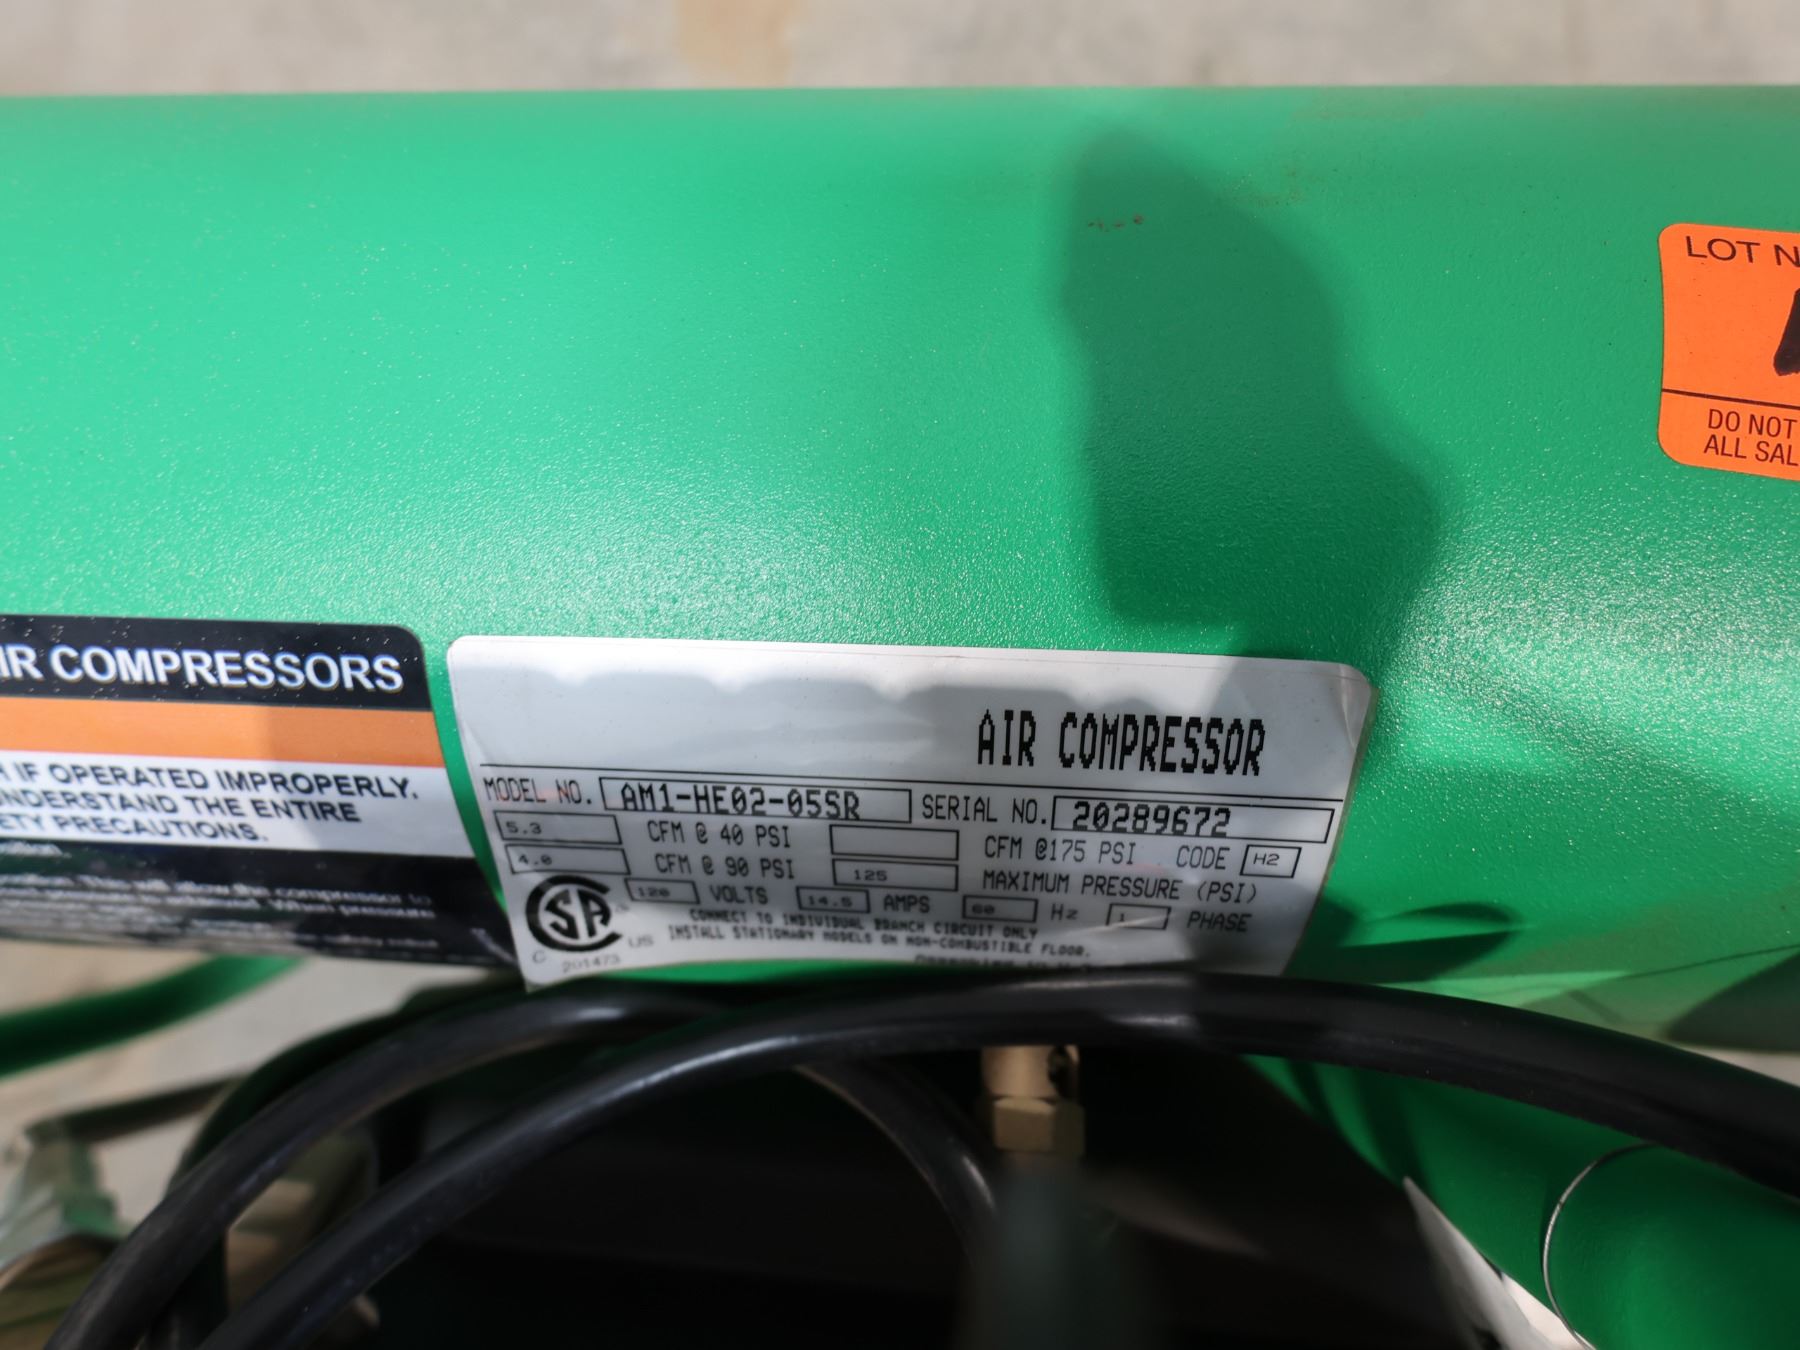 LOT N
DO NOT
ALL SAL
IR COMPRESSORS
H IF OPERATED IMPROPERLY.
NDERSTAND THE ENTIRE
ETY PRECAUTIONS.
AIR COMPRESSOR
MODEL NO. AM1-HE02-05SR SERIAL NO. 20289672
5.3 CFM @ 40 PSI CFM @175 PSI CODE H2
4.0 CFM @ 90 PSI 125 MAXIMUM PRESSURE (PSI)
120 VOLTS 14.5 AMPS 60 Hz 1 PHASE
CONNECT TO INDIVIDUAL BRANCH CIRCUIT ONLY
INSTALL STATIONARY MODELS ON NON-COMBUSTIBLE FLOOR.
CSA
C US
201473